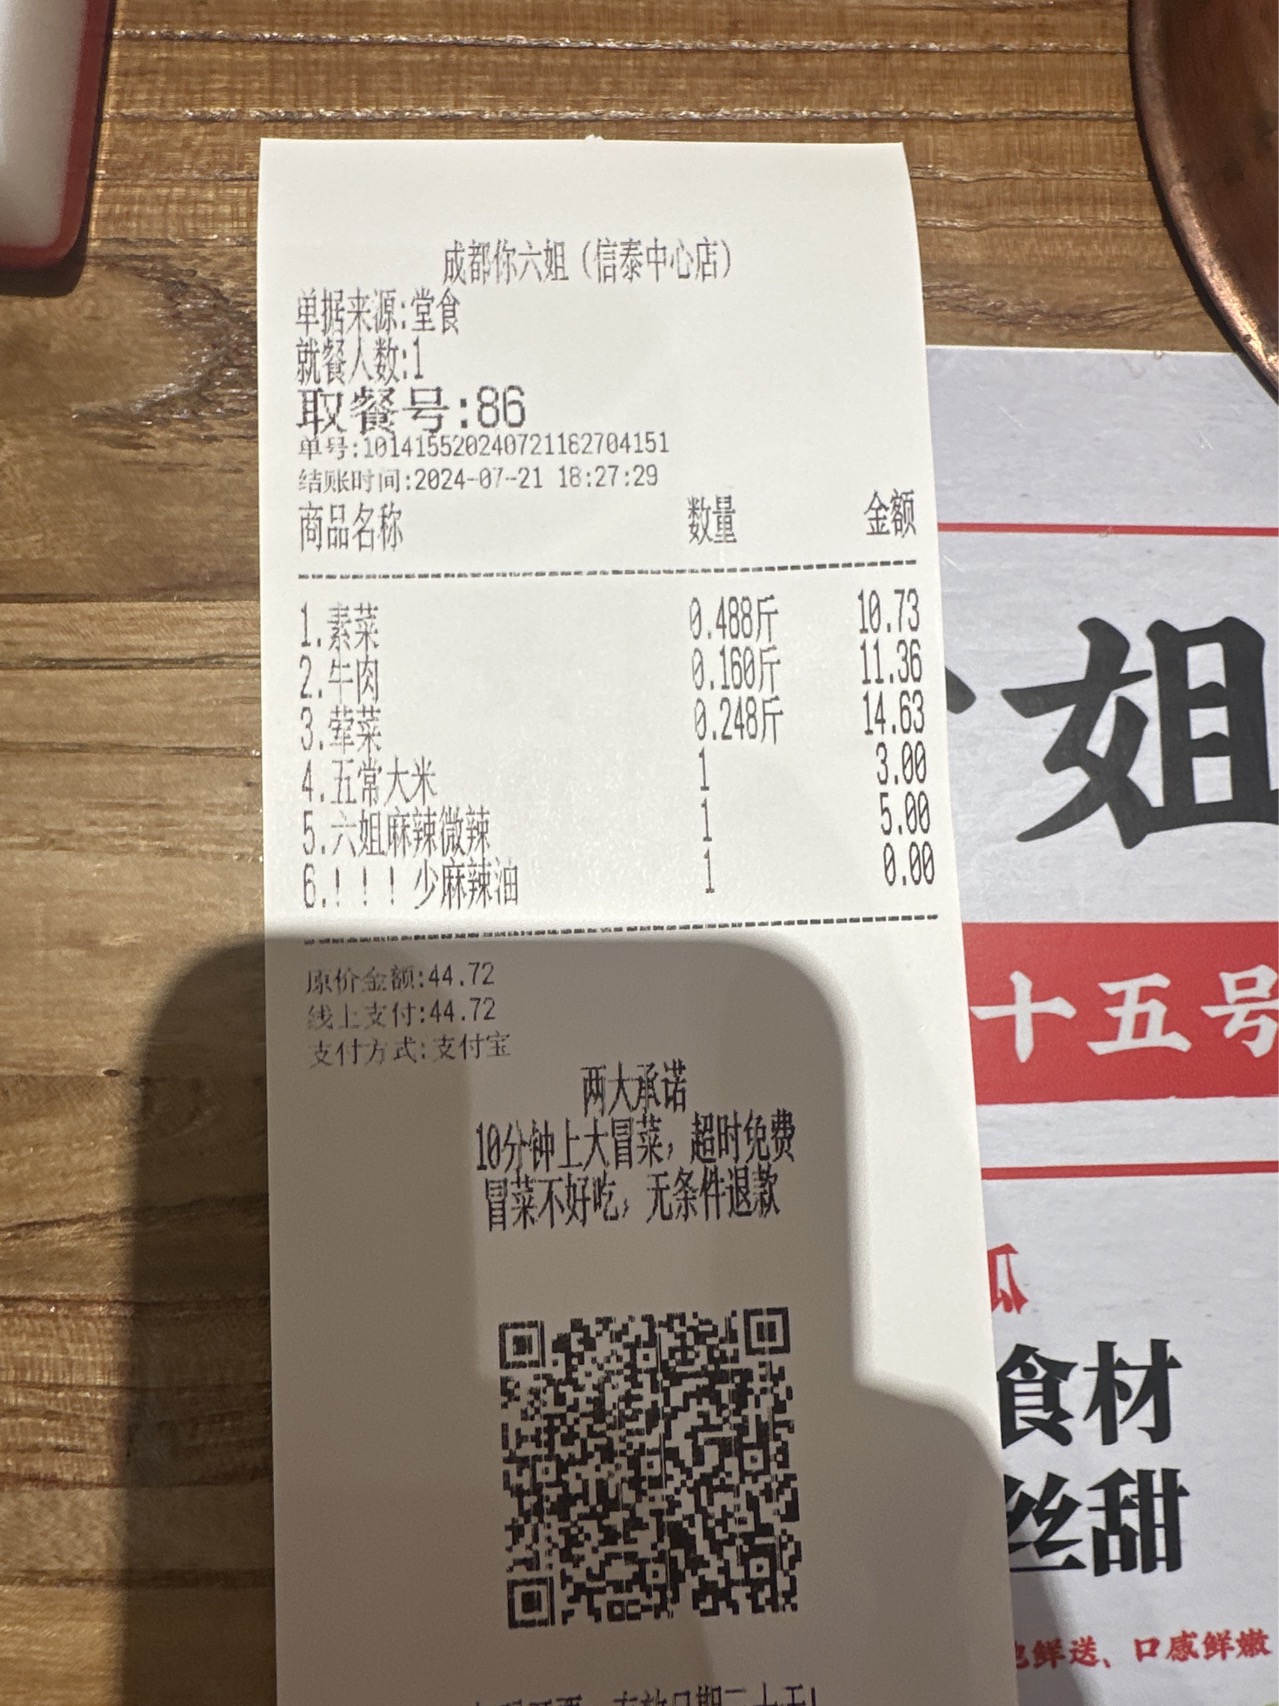 成都你六姐（信泰中心店）
单据来源:堂食
就餐人数:1
取餐号:86
单号:101415520240721182704151
结账时间:2024-07-21 18:27:29
商品名称 数量 金额
1.素菜 0.488斤 10.73
2.牛肉 0.160斤 11.36
3.荤菜 0.248斤 14.63
4.五常大米 1 3.00
5.六姐麻辣微辣 1 5.00
6.！！！少麻辣油 1 0.00
原价金额:44.72
线上支付:44.72
支付方式:支付宝
两大承诺
10分钟上大冒菜，超时免费
冒菜不好吃，无条件退款
姐
十五号
食材
丝甜
鲜送、口感鲜嫩